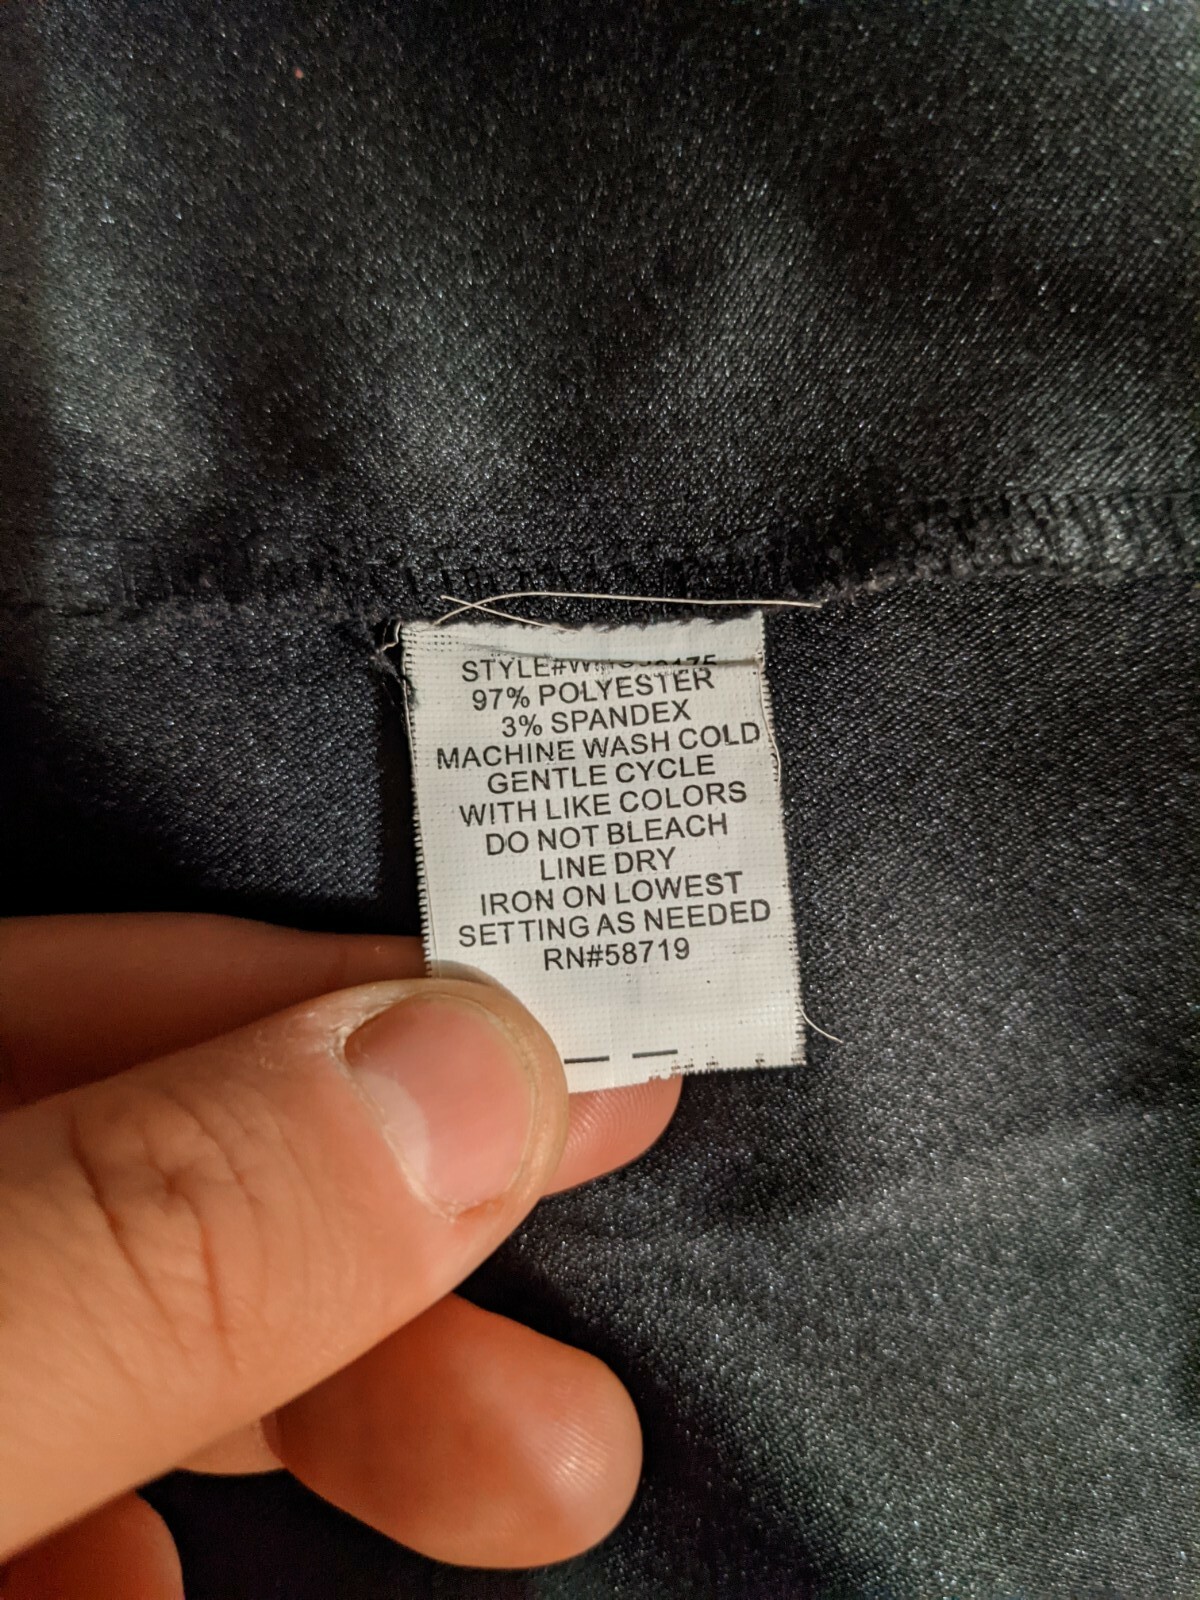 97% POLYESTER
3% SPANDEX
MACHINE WASH COLD
GENTLE CYCLE
WITH LIKE COLORS
DO NOT BLEACH
LINE DRY
IRON ON LOWEST
SETTING AS NEEDED
RN#58719